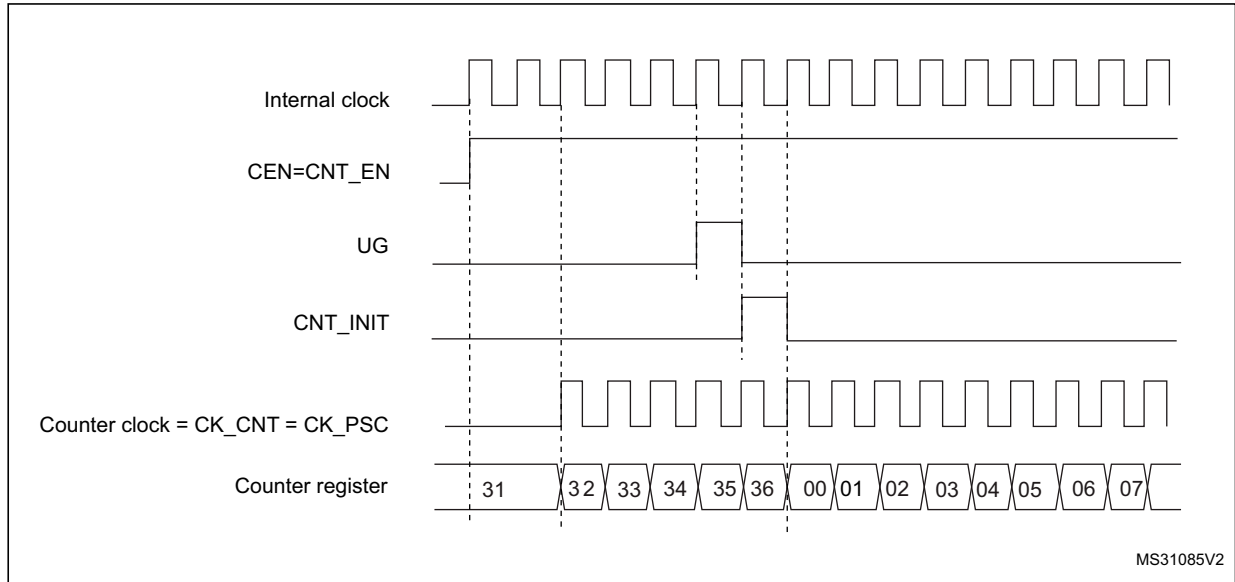 Internal clock
CEN=CNT_EN
UG
CNT_INIT
Counter clock = CK_CNT = CK_PSC
Counter register 31 32 33 34 35 36 00 01 02 03 04 05 06 07
MS31085V2